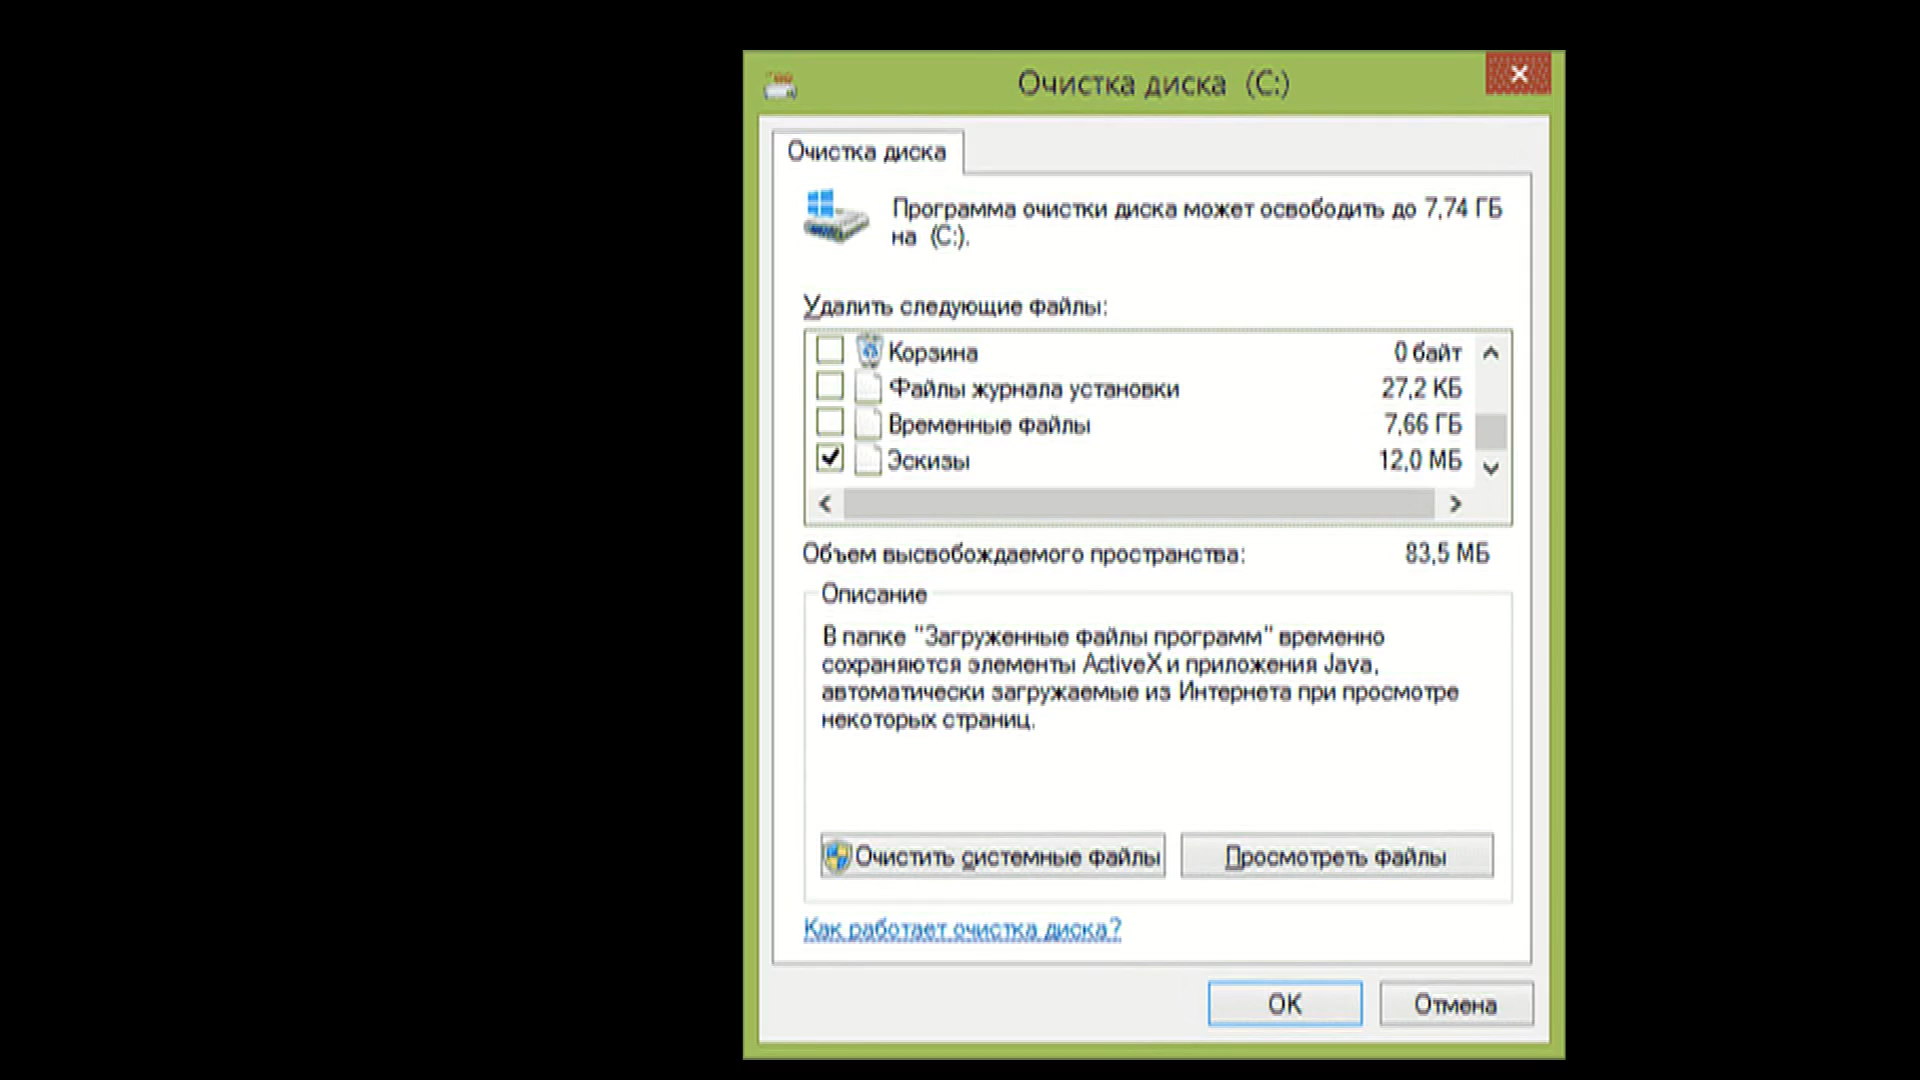 Очистка диска (C:)
Очистка диска
Программа очистки диска может освободить до 7,74 ГБ
на (C:).
Удалить следующие файлы:
Корзина 0 байт
Файлы журнала установки 27,2 КБ
Временные файлы 7,66 ГБ
Эскизы 12,0 МБ
Объем высвобождаемого пространства: 83,5 МБ
Описание
В папке "Загруженные файлы программ" временно
сохраняются элементы ActiveX и приложения Java,
автоматически загружаемые из Интернета при просмотре
некоторых страниц.
Очистить системные файлы Просмотреть файлы
Как работает очистка диска?
OK Отмена